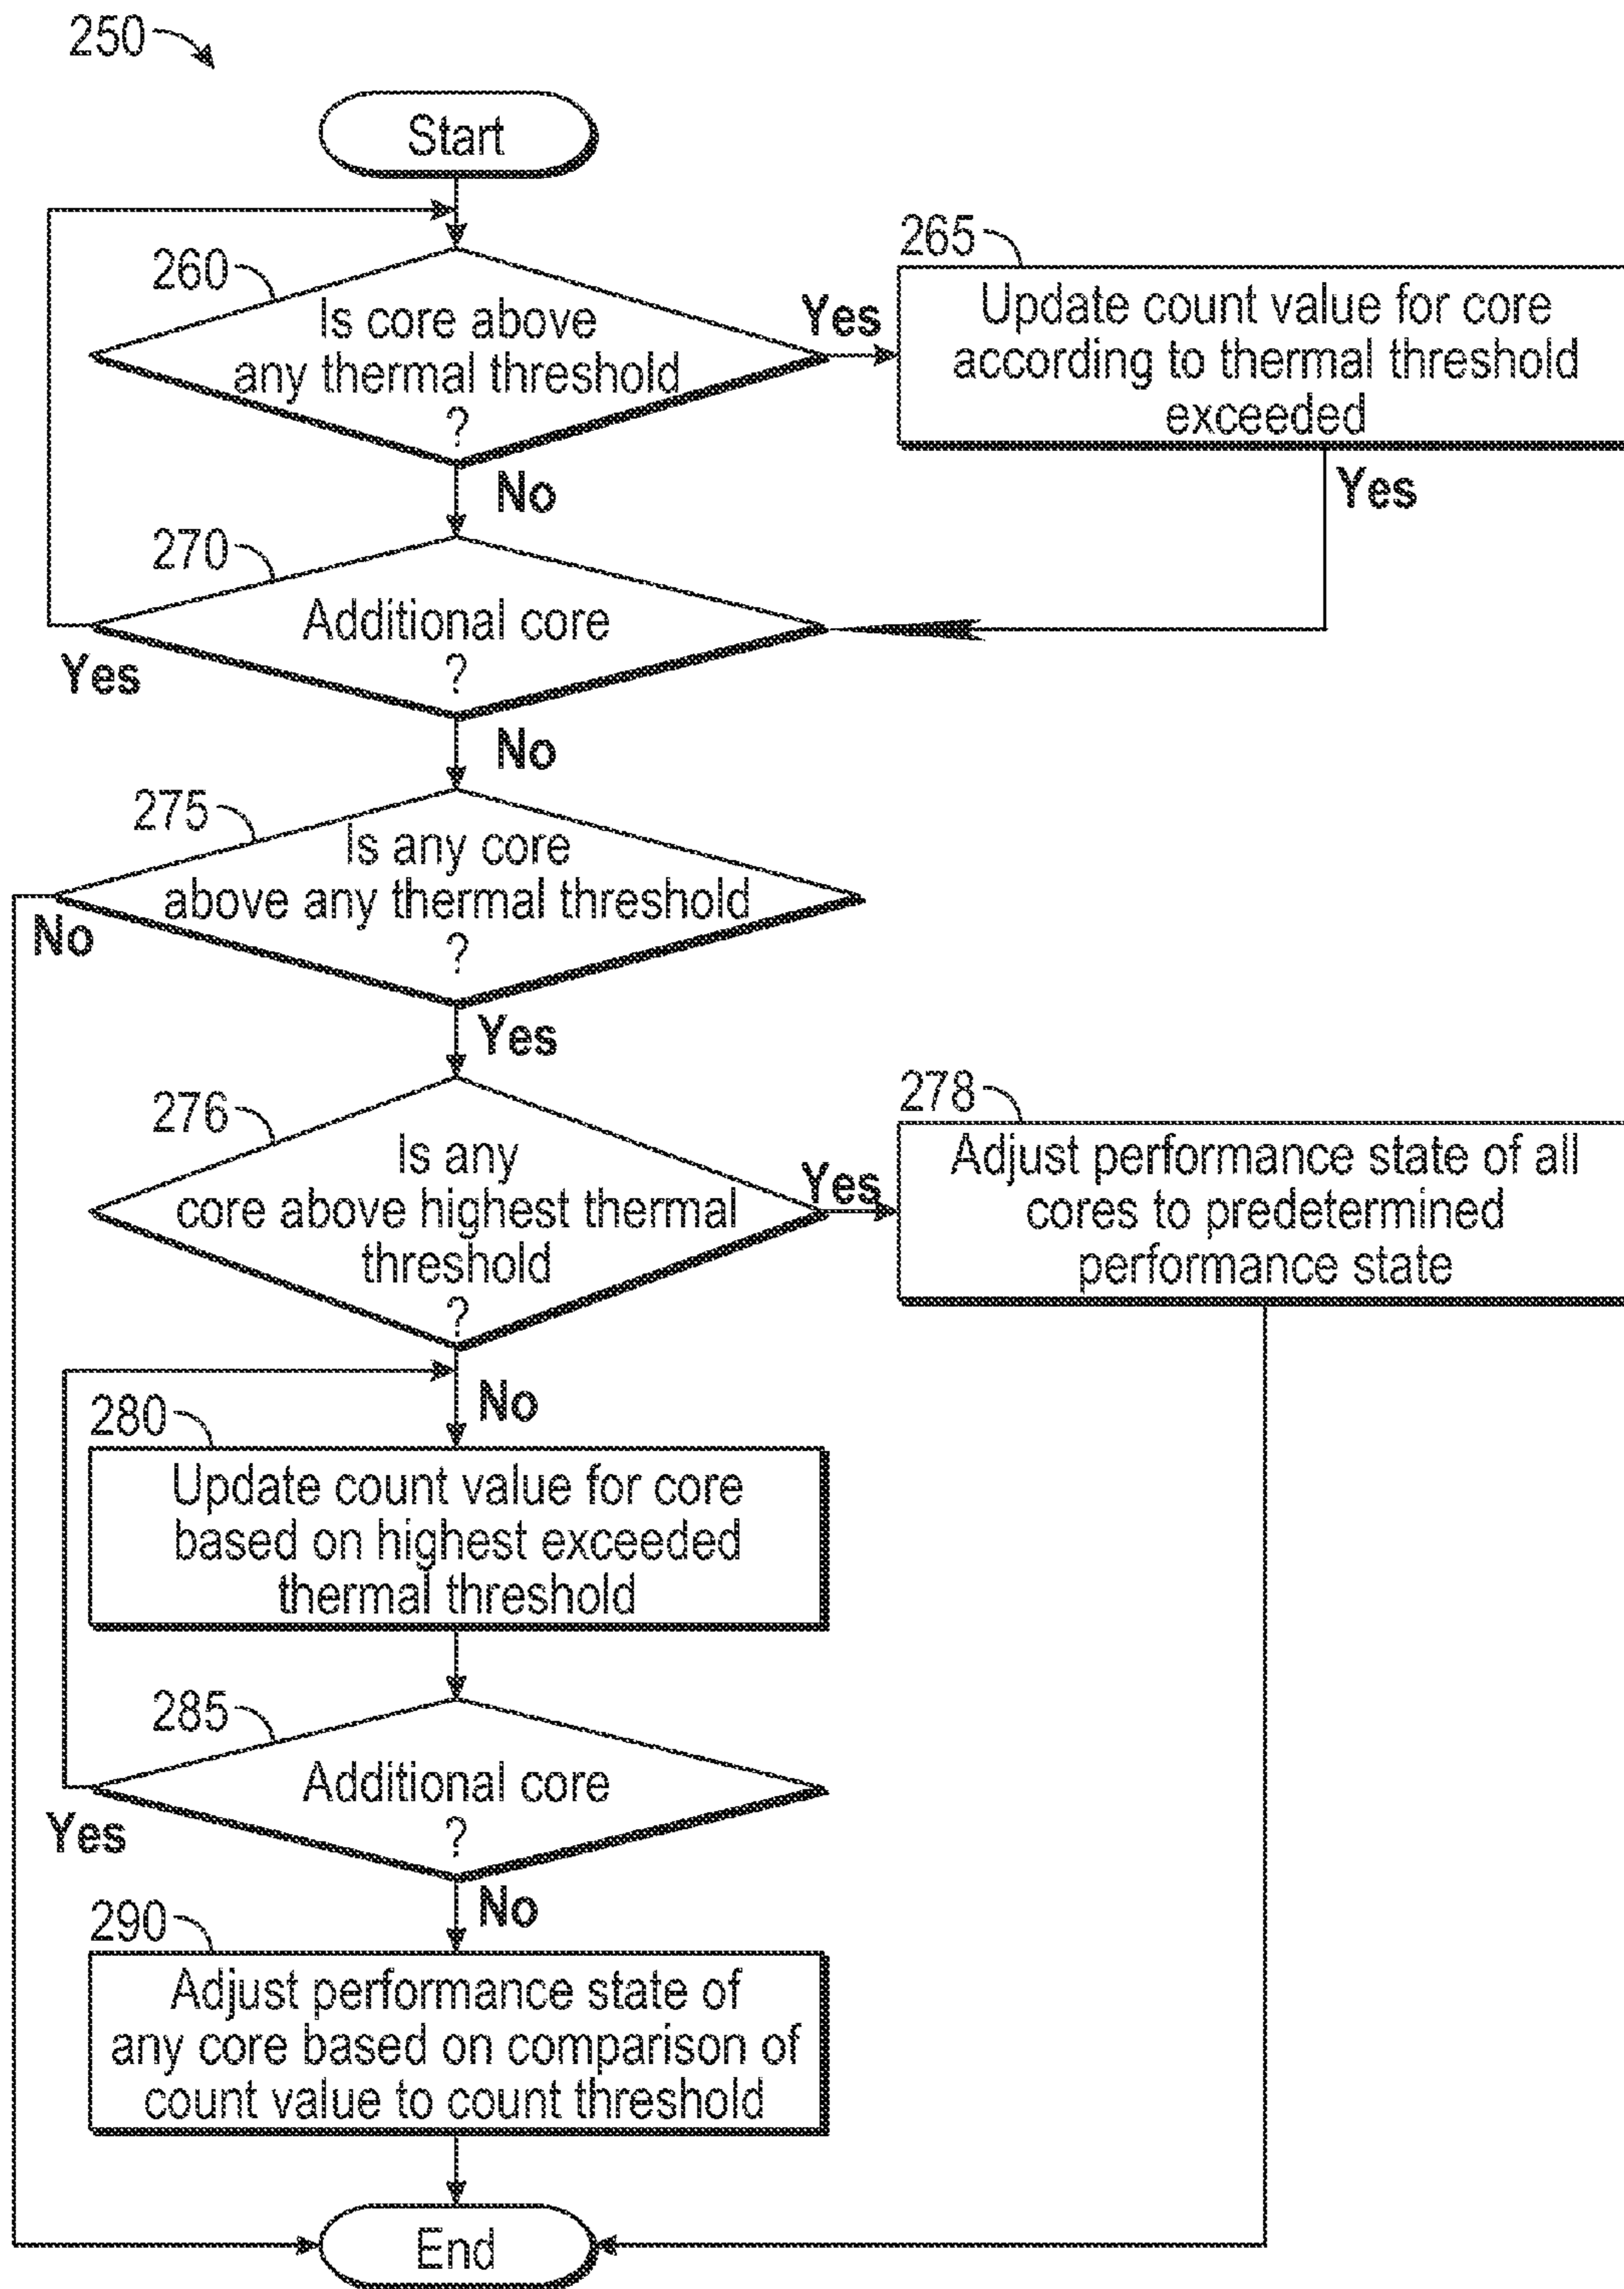 250
Start
260
Is core above
any thermal threshold
?
Yes
265
Update count value for core
according to thermal threshold
exceeded
No
Yes
270
Additional core
?
Yes
No
275
Is any core
above any thermal threshold
?
No
Yes
276
Is any
core above highest thermal
threshold
?
Yes
278
Adjust performance state of all
cores to predetermined
performance state
No
280
Update count value for core
based on highest exceeded
thermal threshold
285
Additional core
?
Yes
No
290
Adjust performance state of
any core based on comparison of
count value to count threshold
End